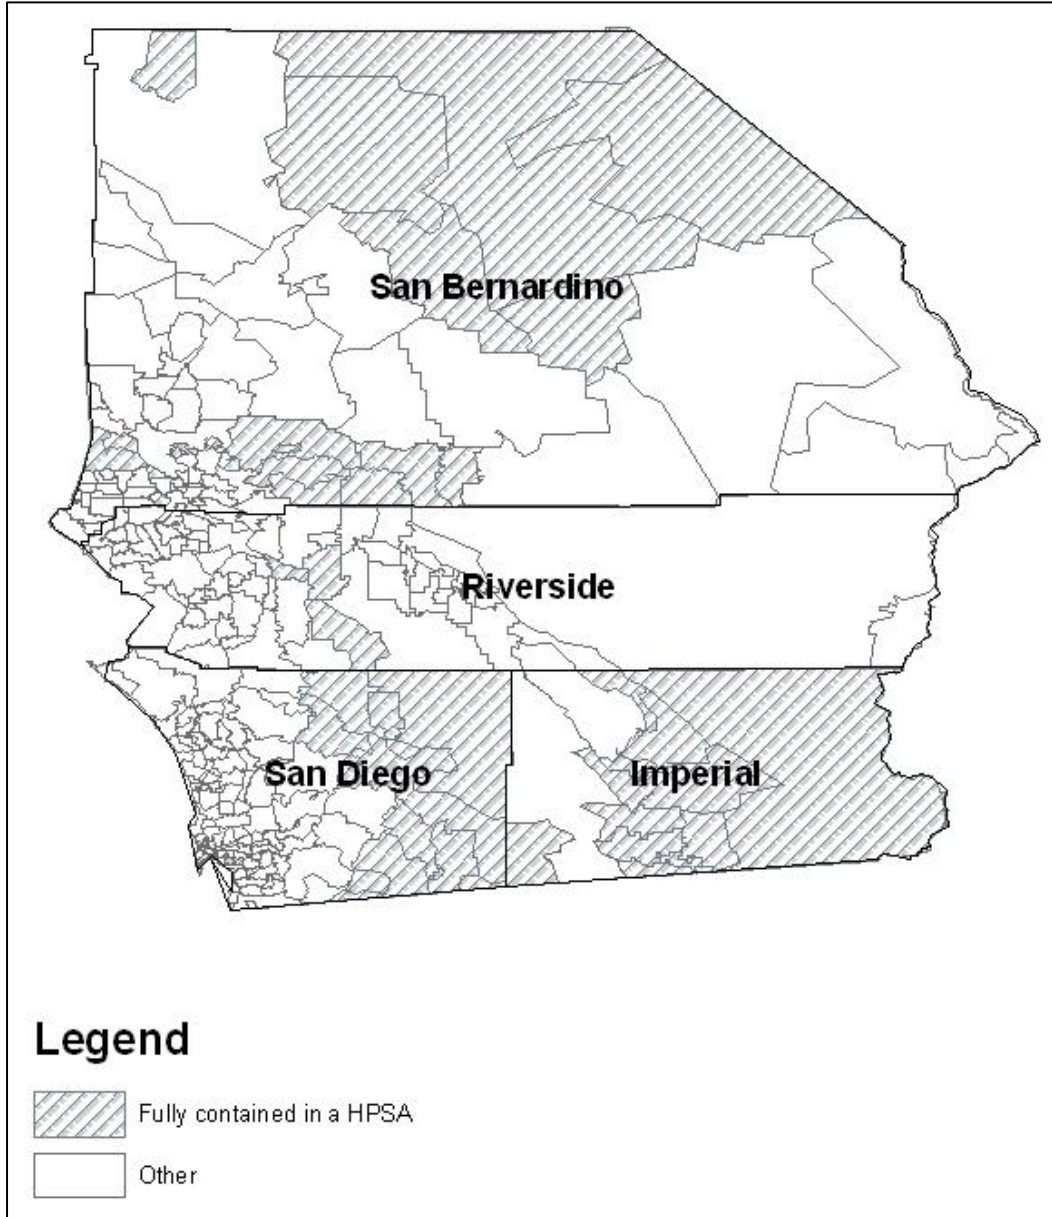 San Bernardino
Riverside
San Diego
Imperial
Legend
Fully contained in a HPSA
Other